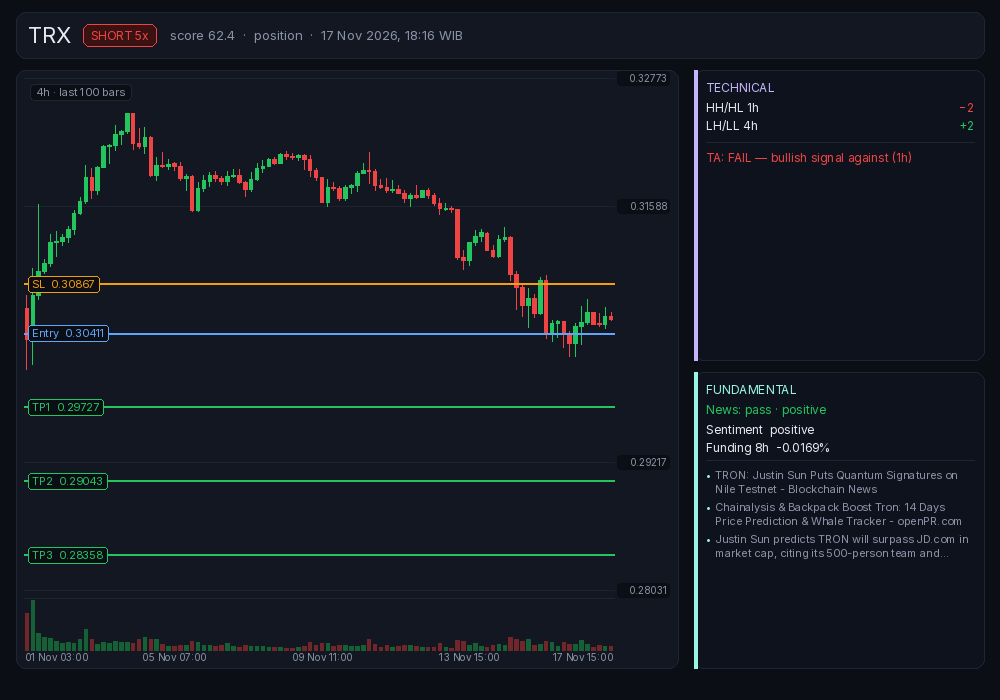 TRX SHORT 5x score 62.4 · position · 17 Nov 2026, 18:16 WIB
4h · last 100 bars
0.32773
0.31588
SL 0.30867
Entry 0.30411
TP1 0.29727
0.29217
TP2 0.29043
TP3 0.28358
0.28031
01 Nov 03:00 05 Nov 07:00 09 Nov 11:00 13 Nov 15:00 17 Nov 15:00
TECHNICAL
HH/HL 1h −2
LH/LL 4h +2
TA: FAIL — bullish signal against (1h)
FUNDAMENTAL
News: pass · positive
Sentiment positive
Funding 8h -0.0169%
• TRON: Justin Sun Puts Quantum Signatures on
Nile Testnet - Blockchain News
• Chainalysis & Backpack Boost Tron: 14 Days
Price Prediction & Whale Tracker - openPR.com
• Justin Sun predicts TRON will surpass JD.com in
market cap, citing its 500-person team and…